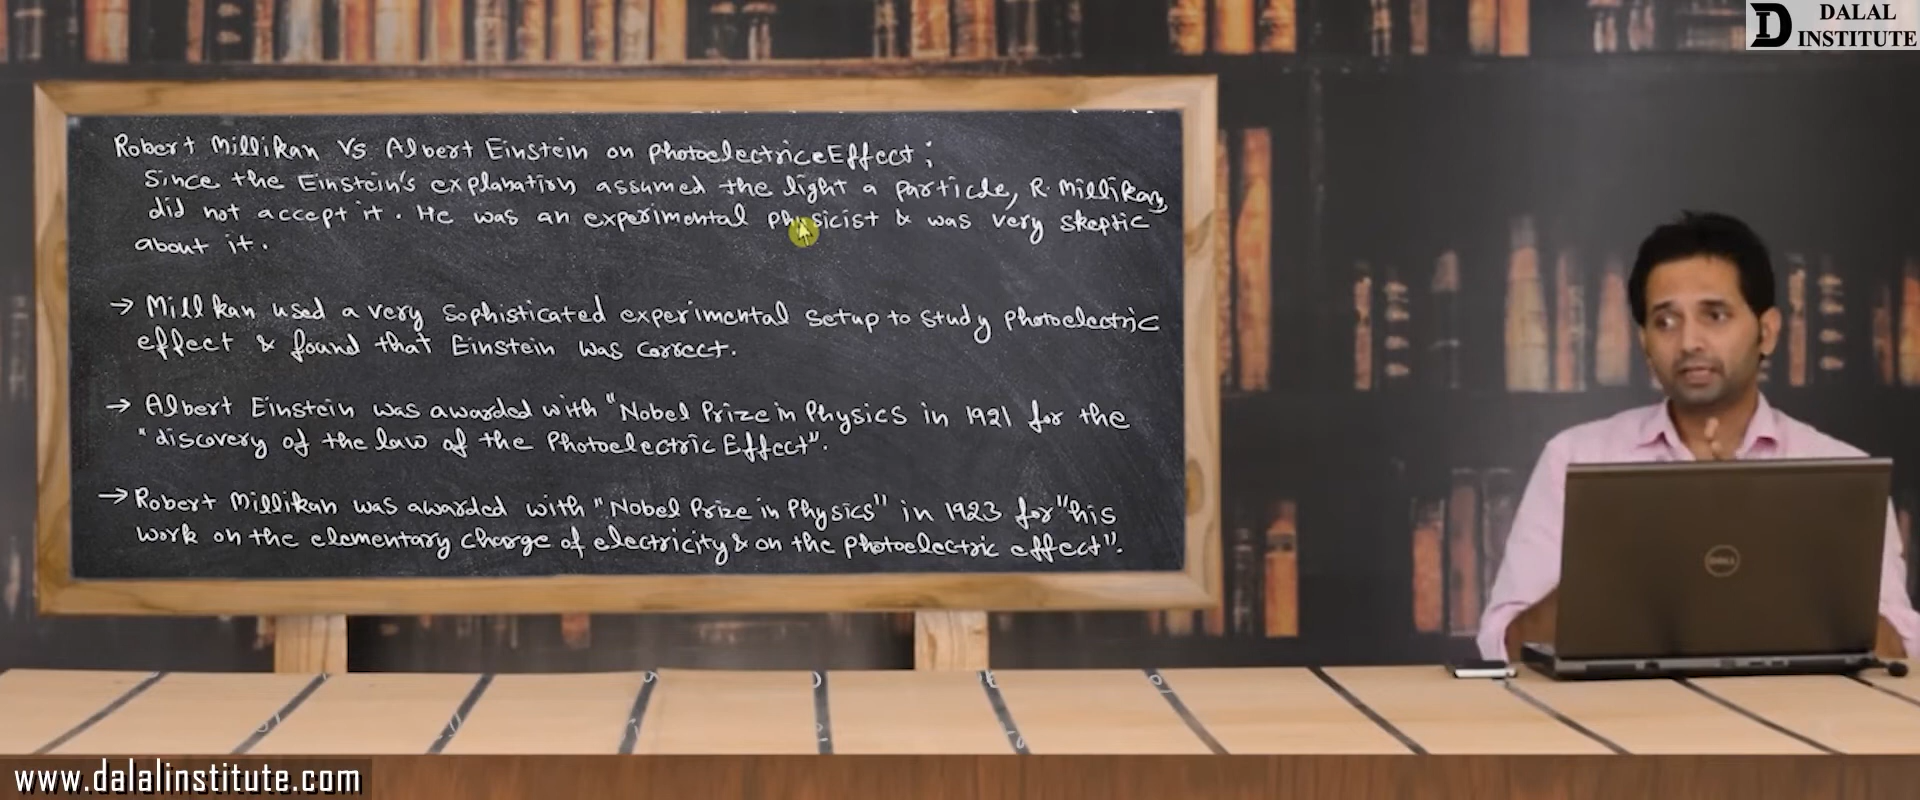 DALAL
INSTITUTE
Robert Millikan Vs Albert Einstein on PhotoelectriceEffect;
Since the Einstein's explanation assumed the light a particle, R. Millikan,
did not accept it. He was an experimental physicist & was very skeptic
about it.
→ Millkan used a very sophisticated experimental setup to study photoelectric
effect & found that Einstein was correct.
→ Albert Einstein was awarded with "Nobel Prize in Physics in 1921 for the
"discovery of the law of the Photoelectric Effect".
→ Robert Millikan was awarded with "Nobel Prize in Physics" in 1923 for "his
work on the elementary charge of electricity & on the photoelectric effect".
DELL
www.dalalinstitute.com